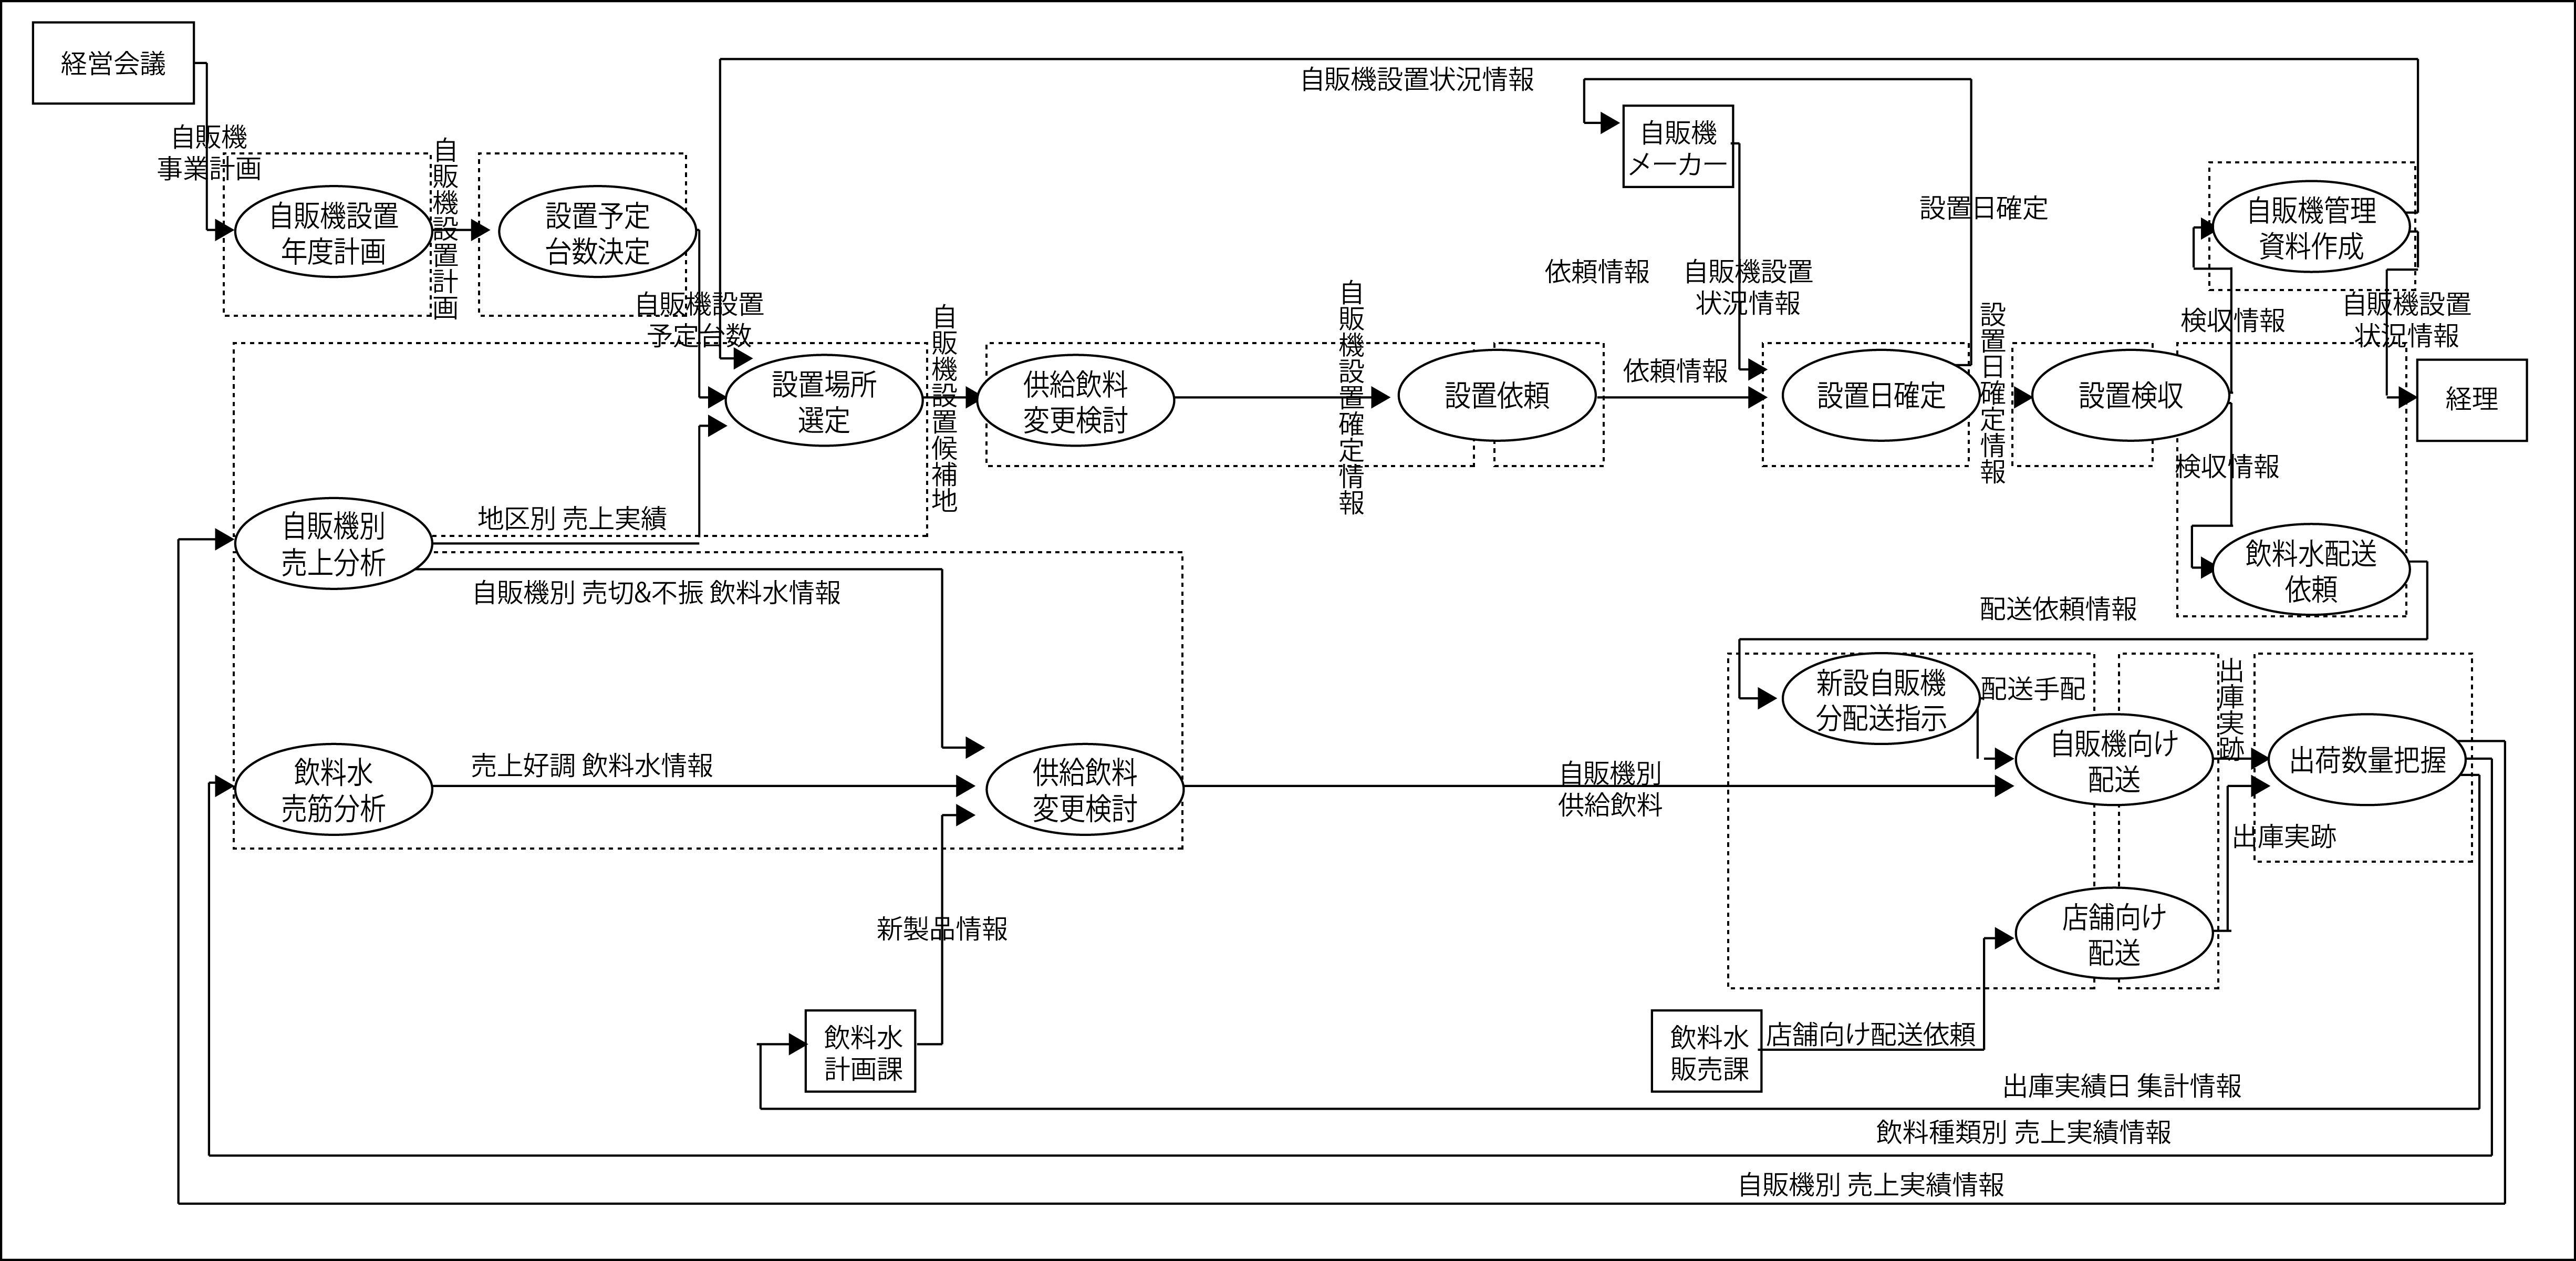 経営会議
自販機設置状況情報
自販機
事業計画
自販機
メーカー
自販機設置計画
自販機設置
年度計画
設置予定
台数決定
設置日確定
自販機管理
資料作成
依頼情報
自販機設置
状況情報
自販機設置
予定台数
自販機設置候補地
自販機設置確定情報
設置日確定情報
検収情報
自販機設置
状況情報
設置場所
選定
供給飲料
変更検討
設置依頼
依頼情報
設置日確定
設置検収
経理
検収情報
自販機別
売上分析
地区別 売上実績
自販機別 売切&不振 飲料水情報
飲料水配送
依頼
配送依頼情報
新設自販機
分配送指示
配送手配
出庫実跡
自販機向け
配送
出荷数量把握
飲料水
売筋分析
売上好調 飲料水情報
供給飲料
変更検討
自販機別
供給飲料
出庫実跡
新製品情報
店舗向け
配送
飲料水
計画課
飲料水
販売課
店舗向け配送依頼
出庫実績日 集計情報
飲料種類別 売上実績情報
自販機別 売上実績情報